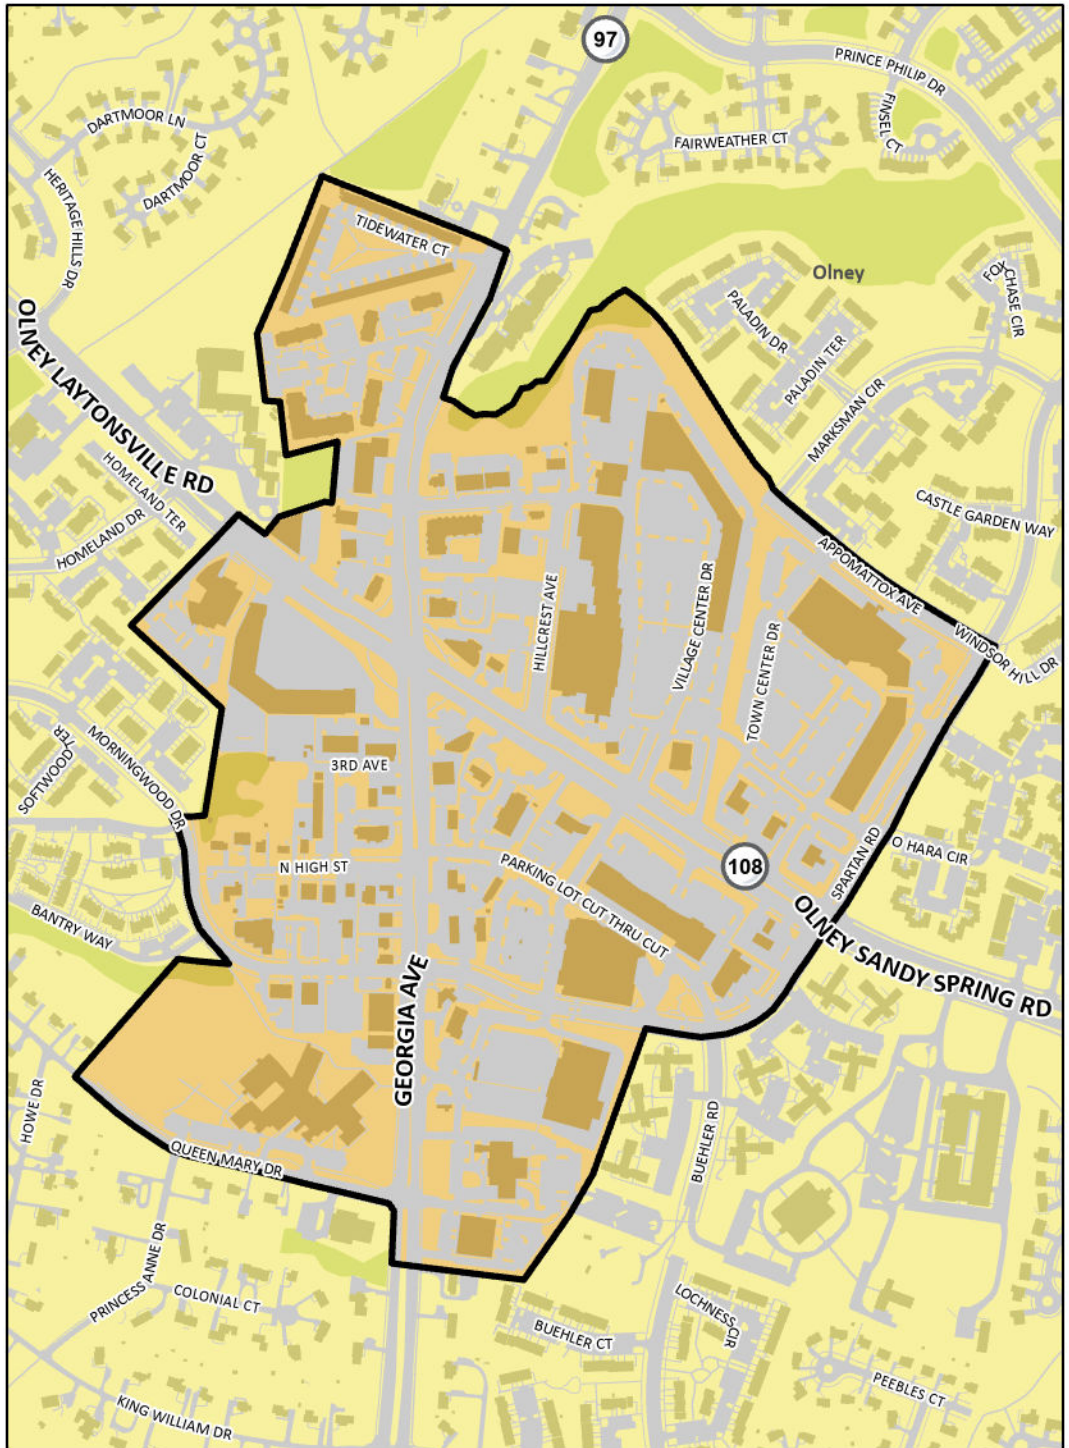 97
PRINCE PHILIP DR
DARTMOOR LN
FINSEL CT
FAIRWEATHER CT
DARTMOOR CT
HERITAGE HILLS DR
TIDEWATER CT
Olney
FOX CHASE CIR
PALADIN DR
PALADIN TER
OLNEY LAYTONSVILLE RD
MARKSMAN CIR
HOMELAND TER
HOMELAND DR
CASTLE GARDEN WAY
APPOMATTOX AVE
HILLCREST AVE
VILLAGE CENTER DR
TOWN CENTER DR
WINDSOR HILL DR
MORNINGWOOD DR
SOFTWOOD TER
3RD AVE
N HIGH ST
PARKING LOT CUT THRU CUT
108
SPARTAN RD
O HARA CIR
BANTRY WAY
OLNEY SANDY SPRING RD
GEORGIA AVE
HOWE DR
QUEEN MARY DR
BUEHLER RD
PRINCESS ANNE DR
COLONIAL CT
LOCHNESS CIR
BUEHLER CT
PEEBLES CT
KING WILLIAM DR